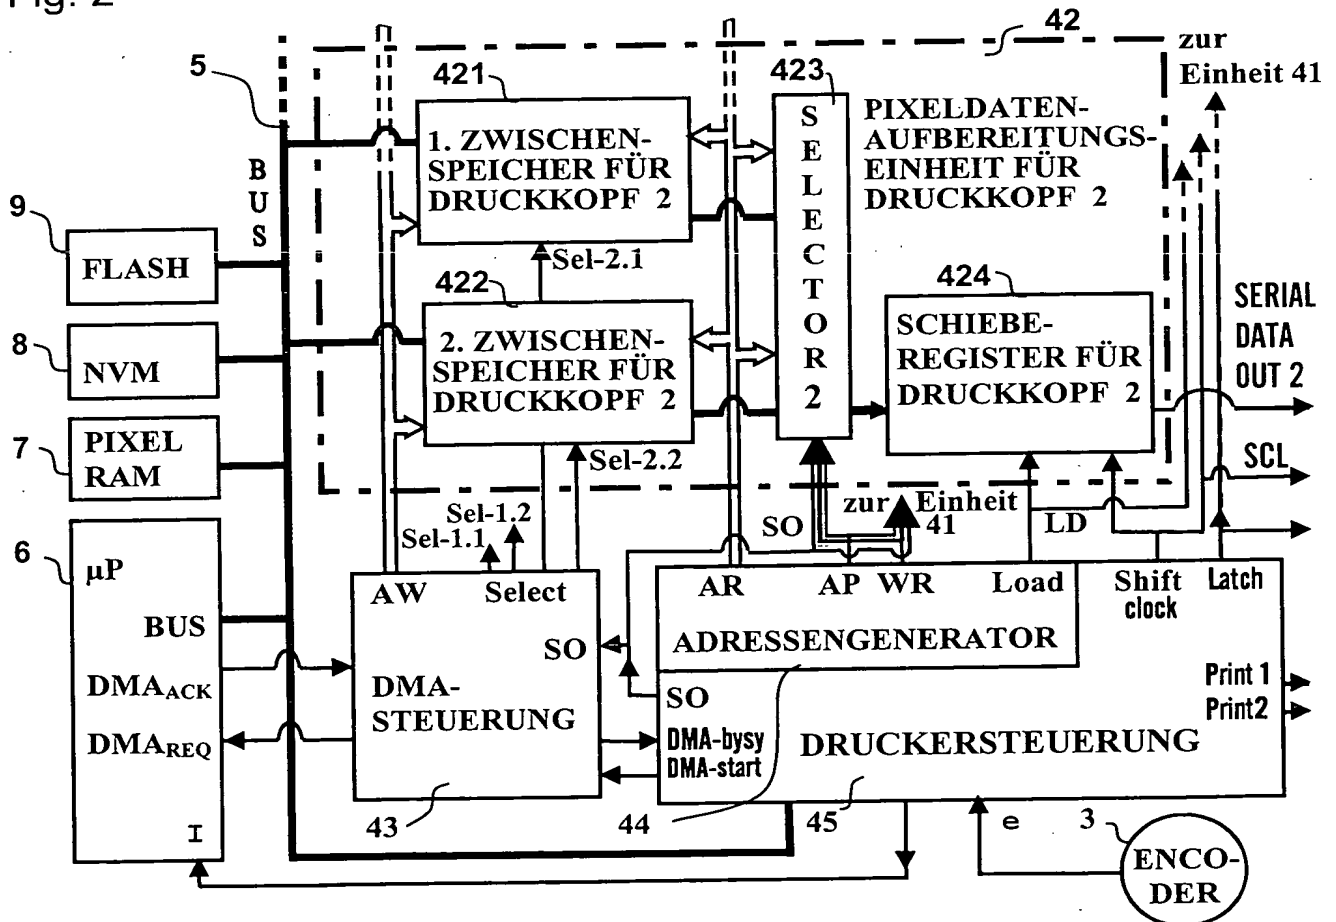 Fig. 2
5
421
423
42
zur
Einheit 41
BUS
1. ZWISCHEN-
SPEICHER FÜR
DRUCKKOPF 2
SELECTOR 2
PIXELDATEN-
AUFBEREITUNGS-
EINHEIT FÜR
DRUCKKOPF 2
9
FLASH
Sel-2.1
422
424
8
NVM
2. ZWISCHEN-
SPEICHER FÜR
DRUCKKOPF 2
SCHIEBE-
REGISTER FÜR
DRUCKKOPF 2
SERIAL
DATA
OUT 2
7
PIXEL
RAM
Sel-2.2
SCL
Sel-1.2
Sel-1.1
zur Einheit
41
SO
LD
6
µP
BUS
DMAACK
DMAREQ
I
AW
Select
SO
DMA-
STEUERUNG
43
AR
AP
WR
Load
ADRESSENGENERATOR
44
Shift
clock
Latch
SO
DMA-bysy
DMA-start
Print 1
Print2
DRUCKERSTEUERUNG
45
e
3
ENCO-
DER